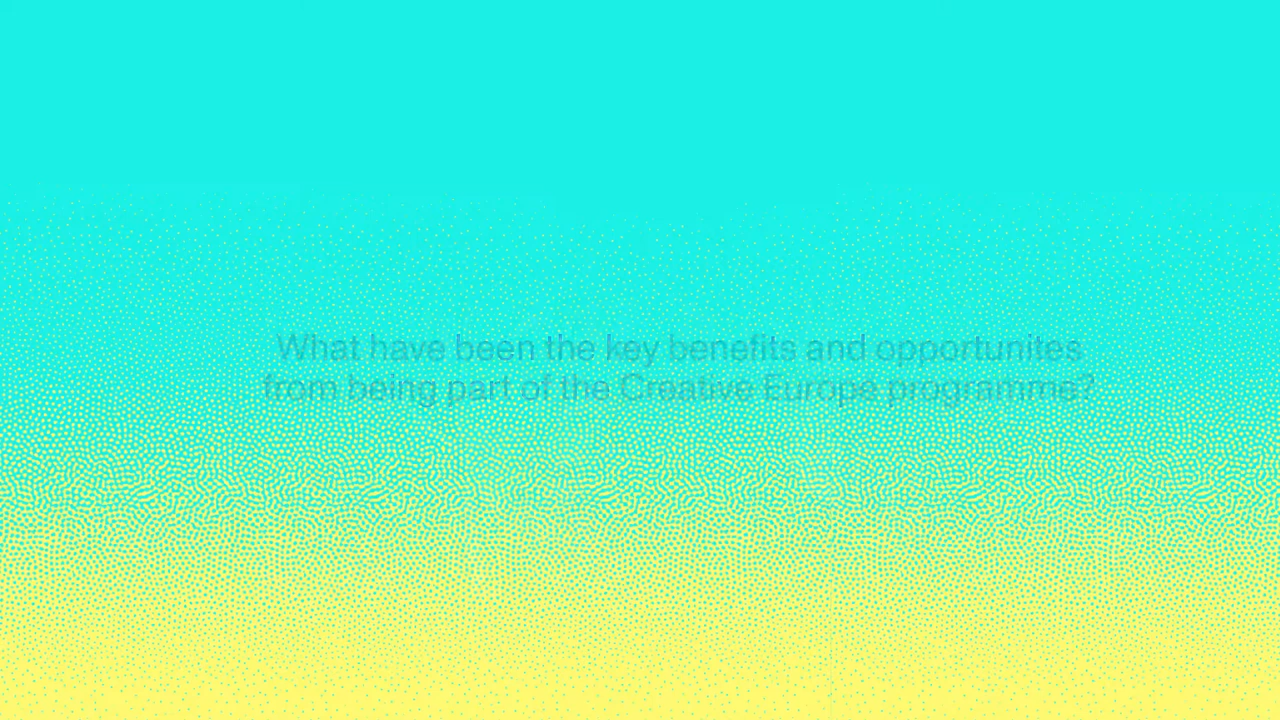 What have been the key benefits and opportunites
from being part of the Creative Europe programme?